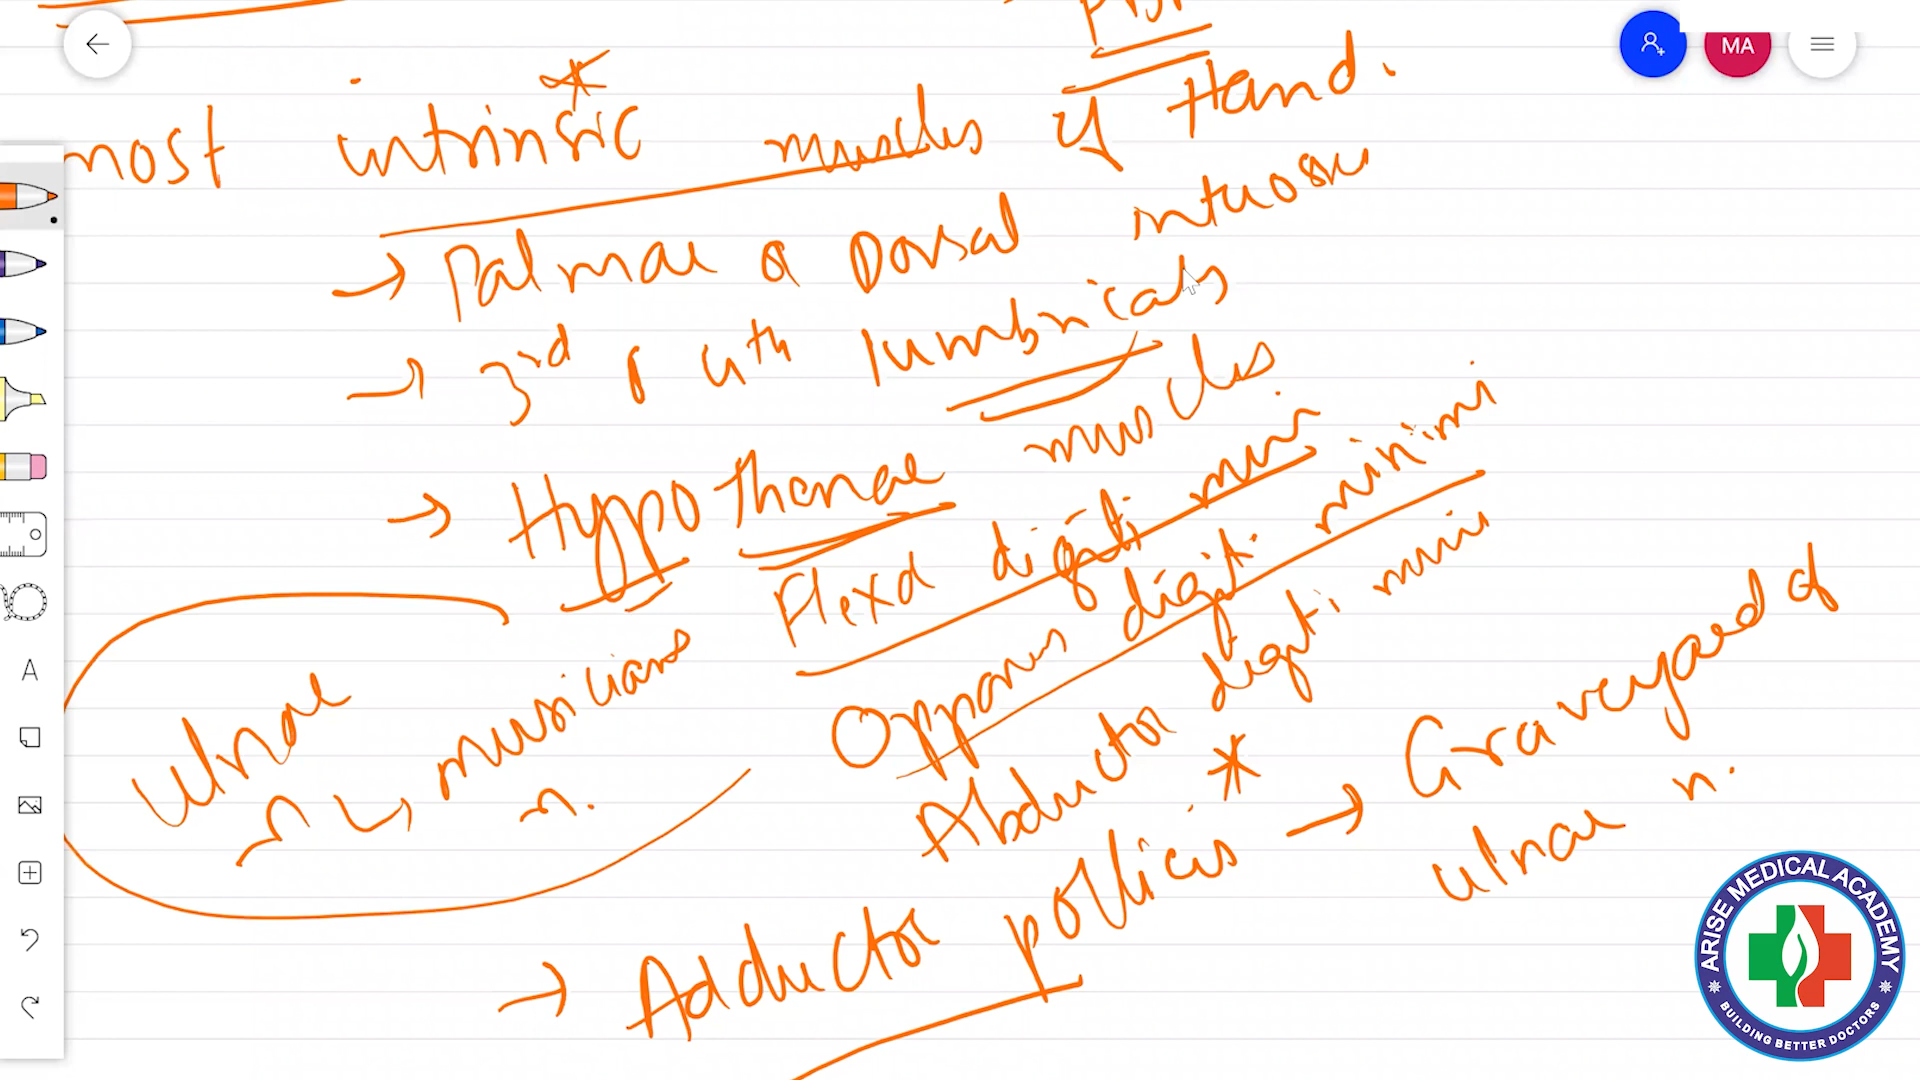 MA
most intrinsic muscles of Hand.
→ Palmar & Dorsal
→ 3rd & 4th lumbricals
→ Hypothenar muscles
Flexor digiti mini
Opponens digiti minimi
Abductor digiti mini
→ Adductor pollicis * → Graveyard of
ulnar n.
ulnar
n → musicians
n.
A
ARISE MEDICAL ACADEMY
BUILDING BETTER DOCTORS